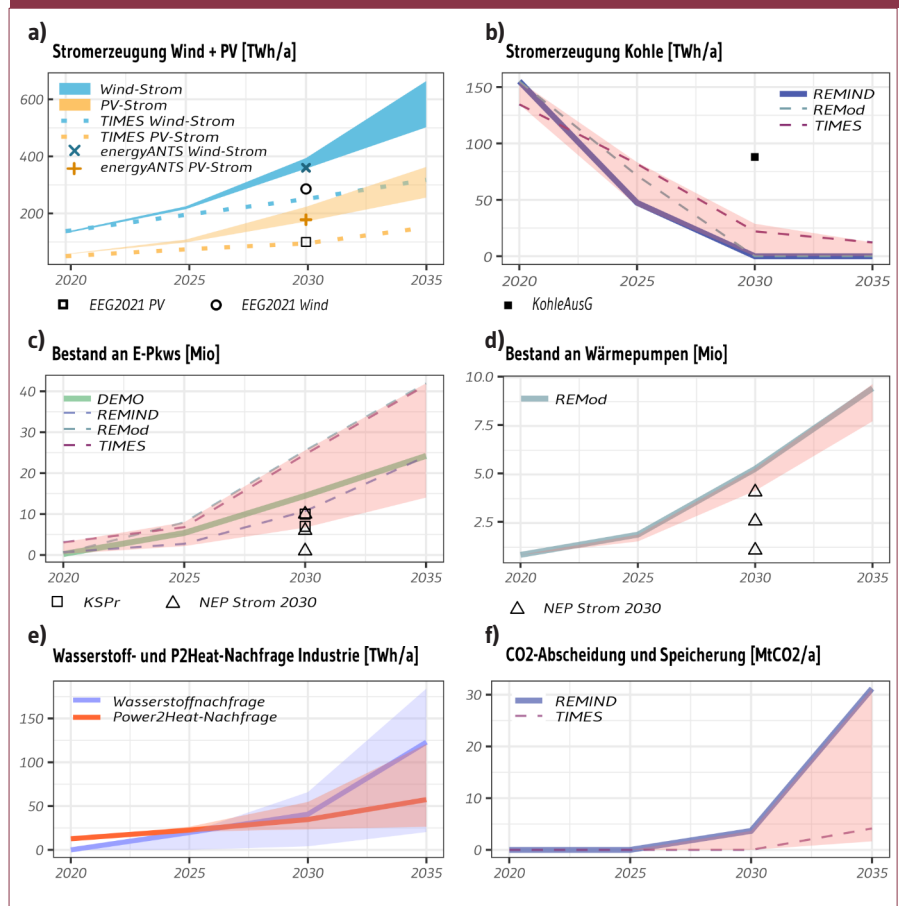 a)
Stromerzeugung Wind + PV [TWh/a]
600
400
200
Wind-Strom
PV-Strom
TIMES Wind-Strom
TIMES PV-Strom
energyANTS Wind-Strom
energyANTS PV-Strom
2020 2025 2030 2035
EEG2021 PV EEG2021 Wind
b)
Stromerzeugung Kohle [TWh/a]
150
100
50
0
REMIND
REMod
TIMES
2020 2025 2030 2035
KohleAusG
c)
Bestand an E-Pkws [Mio]
40
30
20
10
0
DEMO
REMIND
REMod
TIMES
2020 2025 2030 2035
KSPr NEP Strom 2030
d)
Bestand an Wärmepumpen [Mio]
10.0
7.5
5.0
2.5
REMod
2020 2025 2030 2035
NEP Strom 2030
e)
Wasserstoff- und P2Heat-Nachfrage Industrie [TWh/a]
150
100
50
0
Wasserstoffnachfrage
Power2Heat-Nachfrage
2020 2025 2030 2035
f)
CO2-Abscheidung und Speicherung [MtCO2/a]
30
20
10
0
REMIND
TIMES
2020 2025 2030 2035